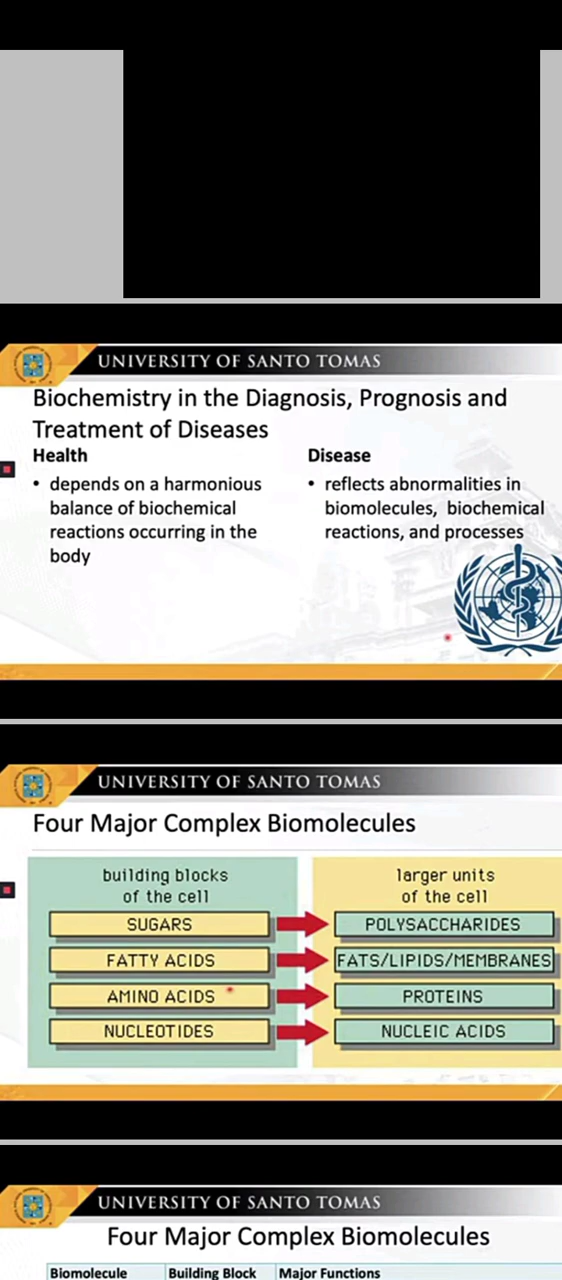 UNIVERSITY OF SANTO TOMAS
Biochemistry in the Diagnosis, Prognosis and
Treatment of Diseases
Health
• depends on a harmonious
balance of biochemical
reactions occurring in the
body
Disease
• reflects abnormalities in
biomolecules, biochemical
reactions, and processes
UNIVERSITY OF SANTO TOMAS
Four Major Complex Biomolecules
building blocks
of the cell
larger units
of the cell
SUGARS
POLYSACCHARIDES
FATTY ACIDS
FATS/LIPIDS/MEMBRANES
AMINO ACIDS
PROTEINS
NUCLEOTIDES
NUCLEIC ACIDS
UNIVERSITY OF SANTO TOMAS
Four Major Complex Biomolecules
Biomolecule Building Block Major Functions